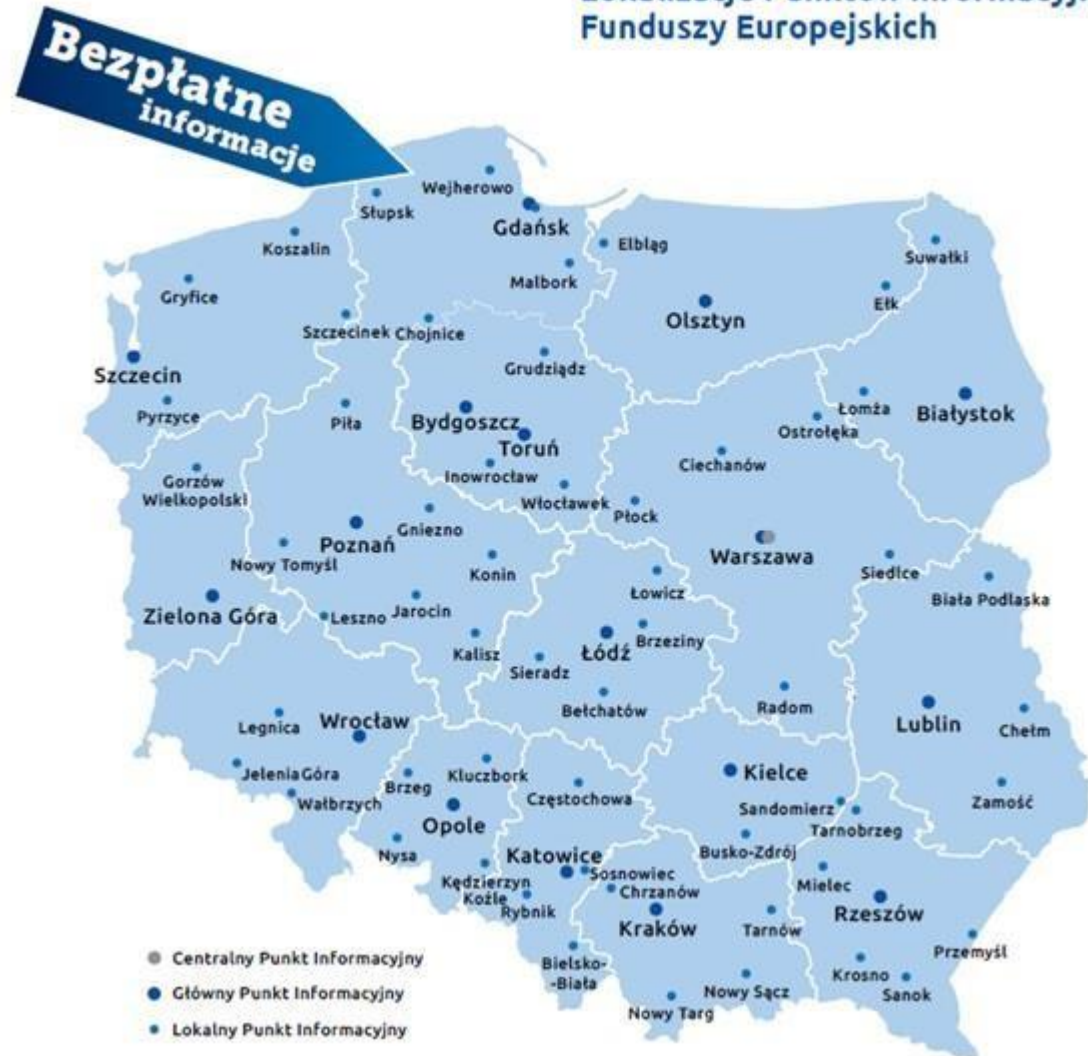 Funduszy Europejskich
Bezpłatne
informacje
Wejherowo
Słupsk
Gdańsk
Koszalin
Elbląg
Suwałki
Malbork
Gryfice
Ełk
Olsztyn
Szczecinek
Chojnice
Grudziądz
Szczecin
Pyrzyce
Piła
Bydgoszcz
Toruń
Łomża
Białystok
Ostrołęka
Ciechanów
Inowrocław
Gorzów
Wielkopolski
Włocławek
Płock
Gniezno
Poznań
Warszawa
Nowy Tomyśl
Konin
Siedlce
Łowicz
Biała Podlaska
Zielona Góra
Leszno
Jarocin
Brzeziny
Kalisz
Łódź
Sieradz
Bełchatów
Radom
Legnica
Wrocław
Lublin
Chełm
Jelenia Góra
Kluczbork
Kielce
Brzeg
Wałbrzych
Częstochowa
Sandomierz
Zamość
Opole
Tarnobrzeg
Nysa
Katowice
Busko-Zdrój
Sosnowiec
Kędzierzyn
Koźle
Chrzanów
Mielec
Rybnik
Rzeszów
Kraków
Tarnów
Przemyśl
Bielsko-
-Biała
Krosno
Nowy Sącz
Sanok
Nowy Targ
Centralny Punkt Informacyjny
Główny Punkt Informacyjny
Lokalny Punkt Informacyjny